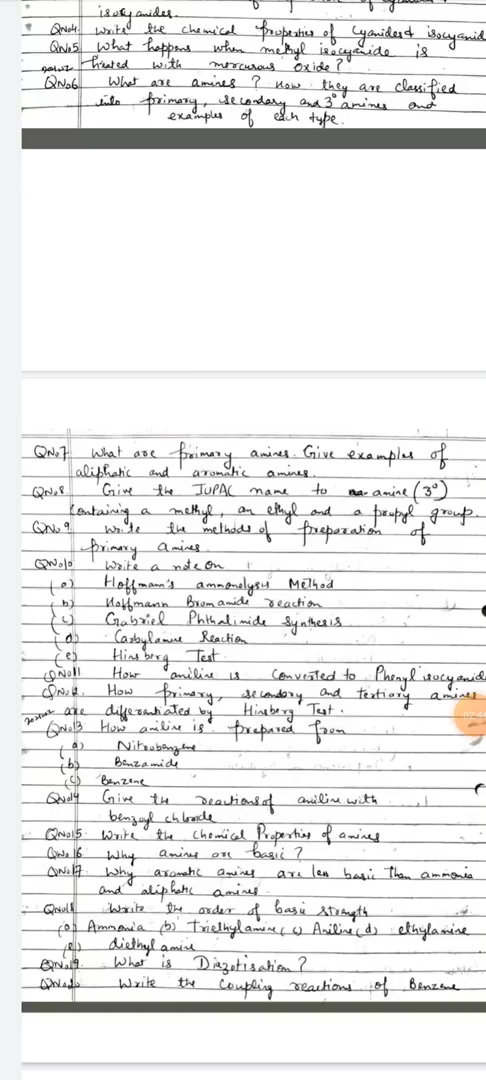 isocyanides.
QNo4. Write the chemical properties of cyanides & isocyanid
QNo5 What happens when methyl isocyanide is
treated with mercurous oxide?
QNo6 What are amines? How they are classified
into primary, secondary and 3° amines and
examples of each type.
QNo7 What are primary amines. Give examples of
aliphatic and aromatic amines.
QNo8 Give the IUPAC name to amine (3°)
containing a methyl, an ethyl and a propyl group.
QNo9 Write the methods of preparation of
primary amines.
QNo10 Write a note on
(a) Hoffmann's ammonolysis Method
(b) Hoffmann Bromamide reaction
(c) Gabriel Phthalimide Synthesis
(d) Carbylamine Reaction
(e) Hinsberg Test
QNo11 How aniline is converted to Phenyl isocyanid
QNo12. How primary, secondary and tertiary amines
are differentiated by Hinsberg Test.
QNo13 How aniline is prepared from
(a) Nitrobenzene
(b) Benzamide
(c) Benzene
QNo14 Give the reactions of aniline with
benzoyl chloride
QNo15 Write the chemical Properties of amines
QNo16 Why amines are basic?
QNo17 Why aromatic amines are less basic than ammonia
and aliphatic amines
QNo18 Write the order of basic strength
(a) Ammonia (b) Triethylamine (c) Aniline (d) ethylamine
(e) diethylamine
QNo19. What is Diazotisation?
QNo20 Write the coupling reactions of Benzene